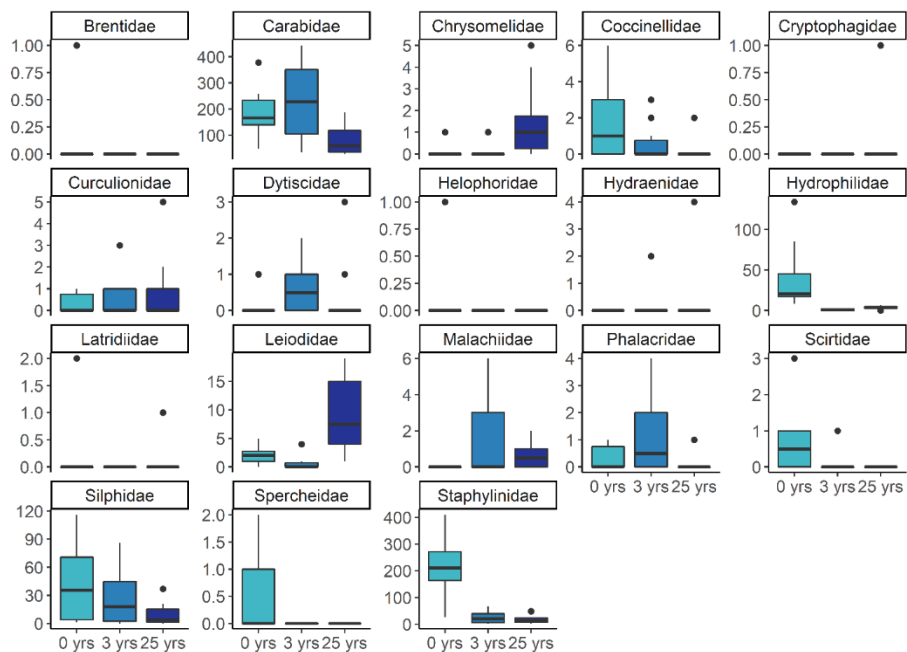 Brentidae Carabidae Chrysomelidae Coccinellidae Cryptophagidae
1.00 0.75 0.50 0.25 0.00
400 300 200 100
5 4 3 2 1 0
6 4 2 0
1.00 0.75 0.50 0.25 0.00
Curculionidae Dytiscidae Helophoridae Hydraenidae Hydrophilidae
5 4 3 2 1 0
3 2 1 0
1.00 0.75 0.50 0.25 0.00
4 3 2 1 0
100 50 0
Latridiidae Leiodidae Malachiidae Phalacridae Scirtidae
2.0 1.5 1.0 0.5 0.0
15 10 5 0
6 4 2 0
4 3 2 1 0
3 2 1 0
0 yrs 3 yrs 25 yrs 0 yrs 3 yrs 25 yrs
Silphidae Spercheidae Staphylinidae
120 90 60 30 0
2.0 1.5 1.0 0.5 0.0
400 300 200 100 0
0 yrs 3 yrs 25 yrs 0 yrs 3 yrs 25 yrs 0 yrs 3 yrs 25 yrs